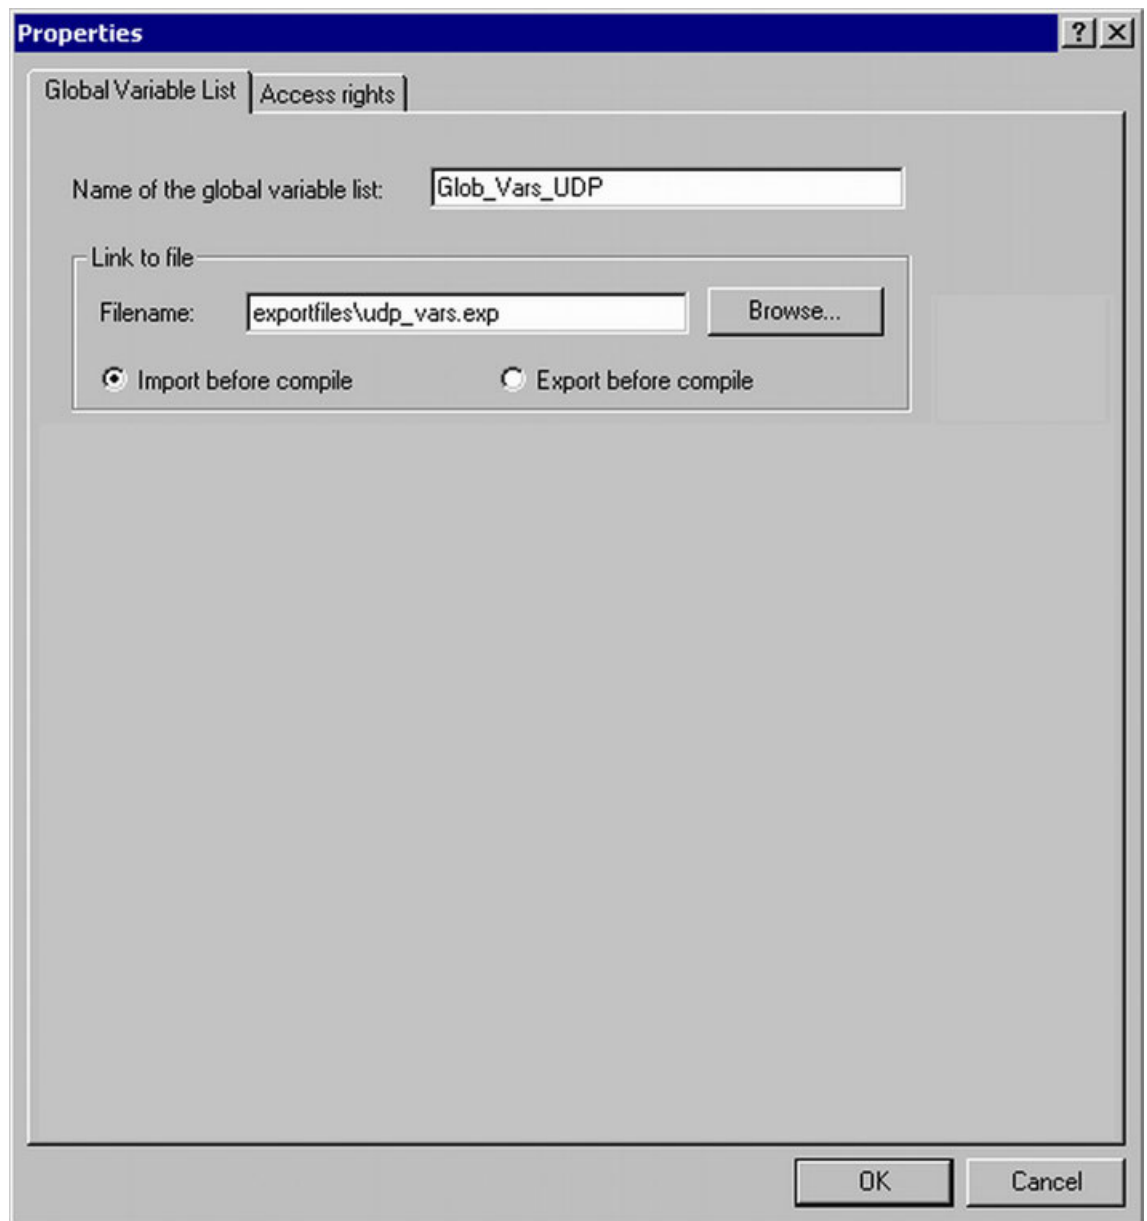 Properties
Global Variable List
Access rights
Name of the global variable list: Glob_Vars_UDP
Link to file
Filename: exportfiles\udp_vars.exp Browse...
Import before compile Export before compile
OK Cancel